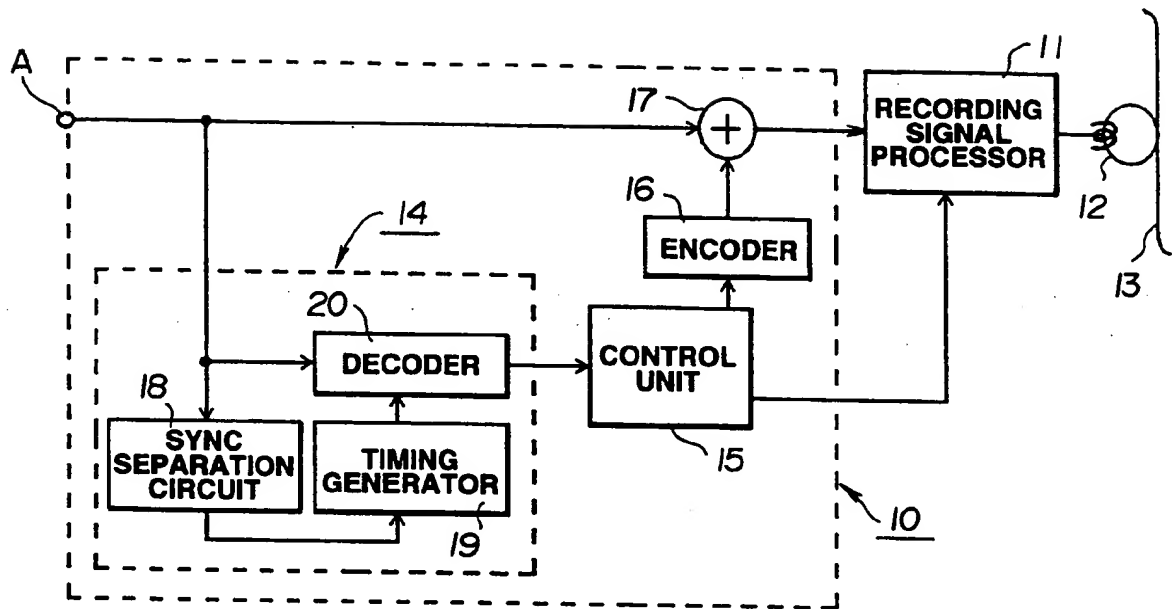 A
17
+
11
RECORDING
SIGNAL
PROCESSOR
12
13
16
ENCODER
14
20
DECODER
CONTROL
UNIT
15
18
SYNC
SEPARATION
CIRCUIT
TIMING
GENERATOR
19
10